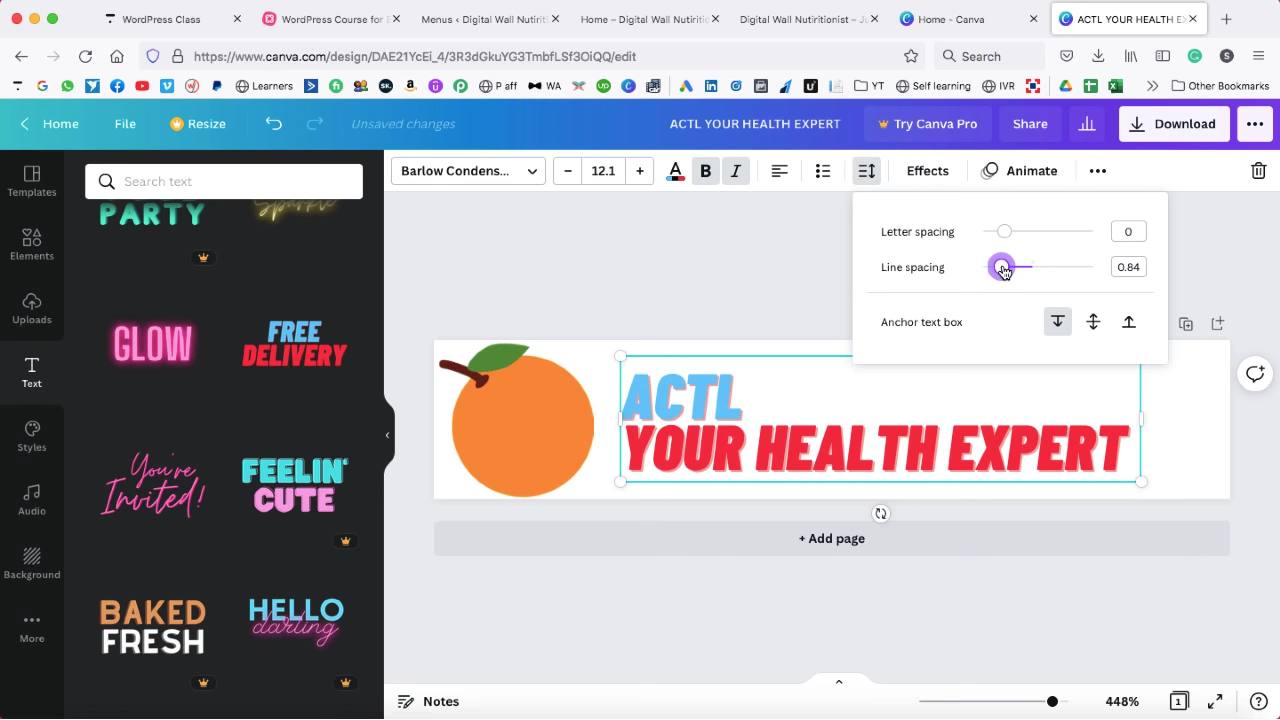 WordPress Class
WordPress Course for B
Menus ‹ Digital Wall Nutriti
Home – Digital Wall Nutritio
Digital Wall Nutritionist – Ju
Home - Canva
ACTL YOUR HEALTH EX
https://www.canva.com/design/DAE21YcEi_4/3R3dGkuYG3TmbfLSf3OiQQ/edit
Search
S
Learners
P aff
WA
YT
Self learning
IVR
Other Bookmarks
Home
File
Resize
Unsaved changes
ACTL YOUR HEALTH EXPERT
Try Canva Pro
Share
Download
Templates
Elements
Uploads
Text
Styles
Audio
Background
More
Search text
PARTY
Sparkle
GLOW
FREE
DELIVERY
You're
Invited!
FEELIN'
CUTE
BAKED
FRESH
HELLO
darling
Barlow Condens...
12.1
A
B
I
Effects
Animate
Letter spacing
0
Line spacing
0.84
Anchor text box
ACTL
YOUR HEALTH EXPERT
+ Add page
Notes
448%
1